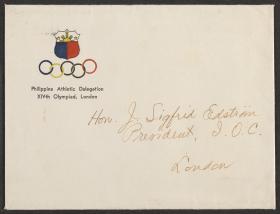 Philippine Athletic Delegation
XIVth Olympiad, London
Hon. J. Sigfrid Edström
President, I.O.C.
London